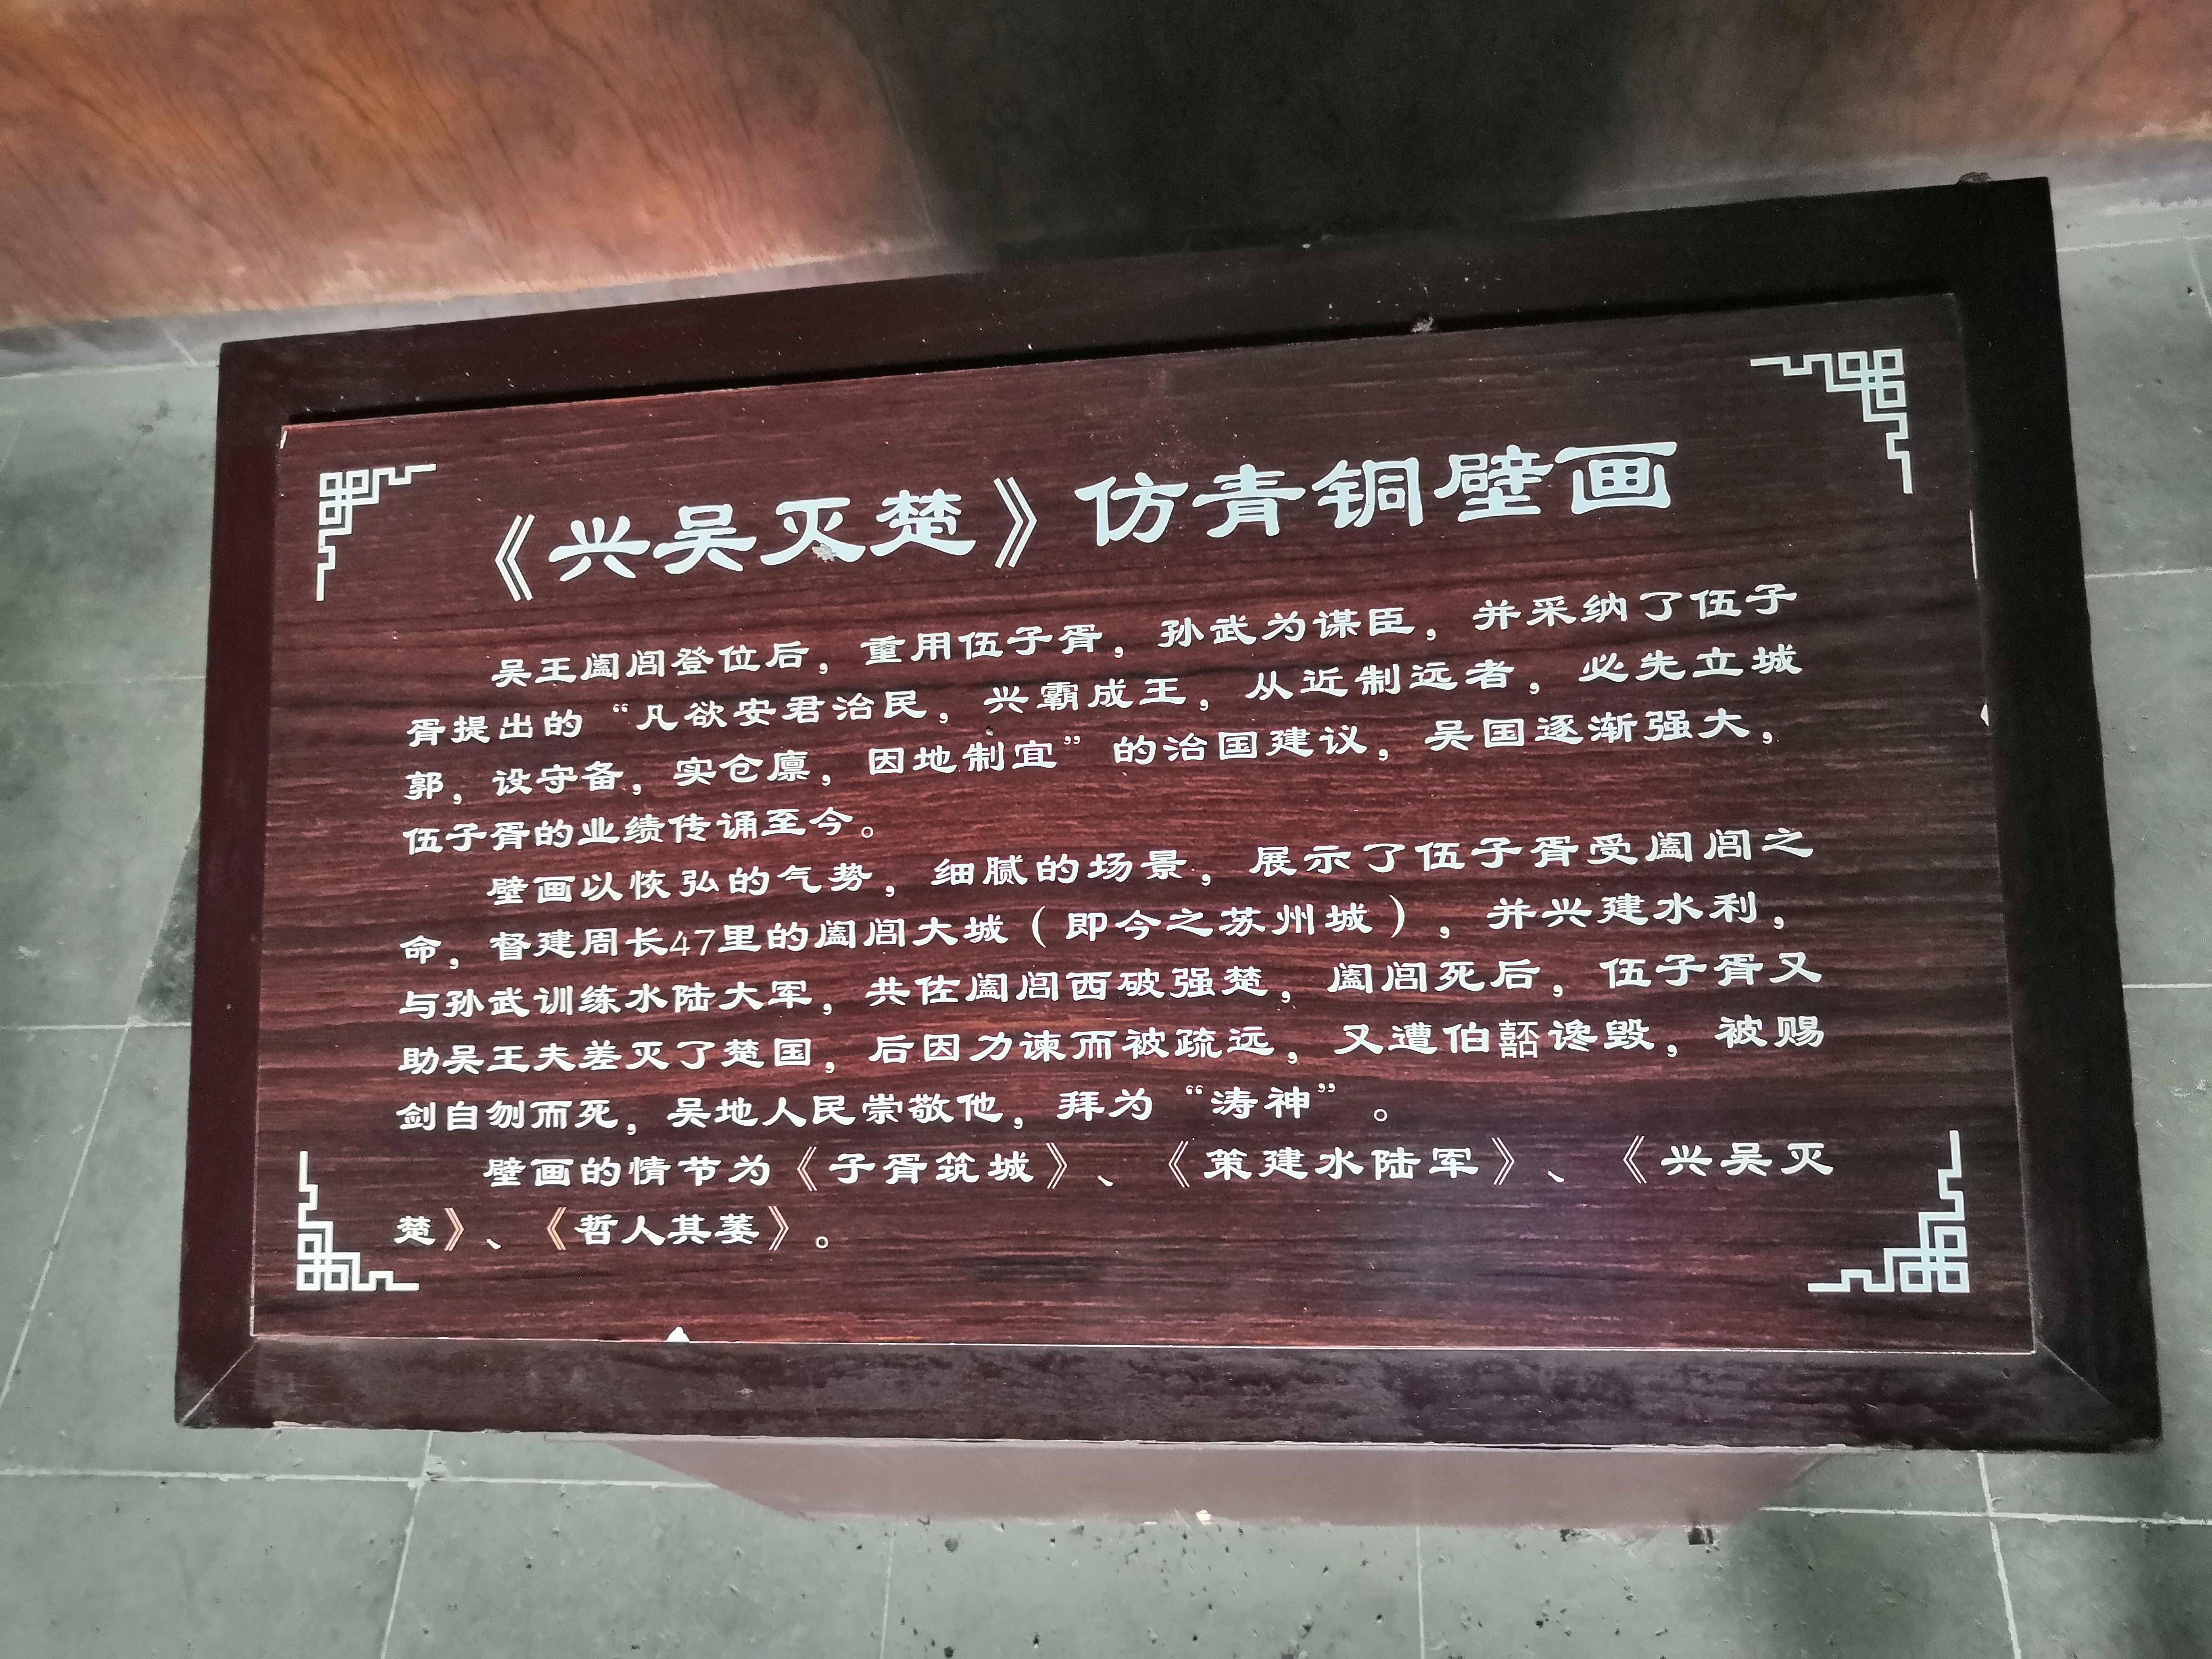 《兴吴灭楚》仿青铜壁画
吴王阖闾登位后，重用伍子胥，孙武为谋臣，并采纳了伍子
胥提出的“凡欲安君治民，兴霸成王，从近制远者，必先立城
郭，设守备，实仓廪，因地制宜”的治国建议，吴国逐渐强大，
伍子胥的业绩传诵至今。
壁画以恢弘的气势，细腻的场景，展示了伍子胥受阖闾之
命，督建周长47里的阖闾大城（即今之苏州城），并兴建水利，
与孙武训练水陆大军，共佐阖闾西破强楚，阖闾死后，伍子胥又
助吴王夫差灭了楚国，后因力谏而被疏远，又遭伯嚭谗毁，被赐
剑自刎而死，吴地人民崇敬他，拜为“涛神”。
壁画的情节为《子胥筑城》、《策建水陆军》、《兴吴灭
楚》、《哲人其萎》。